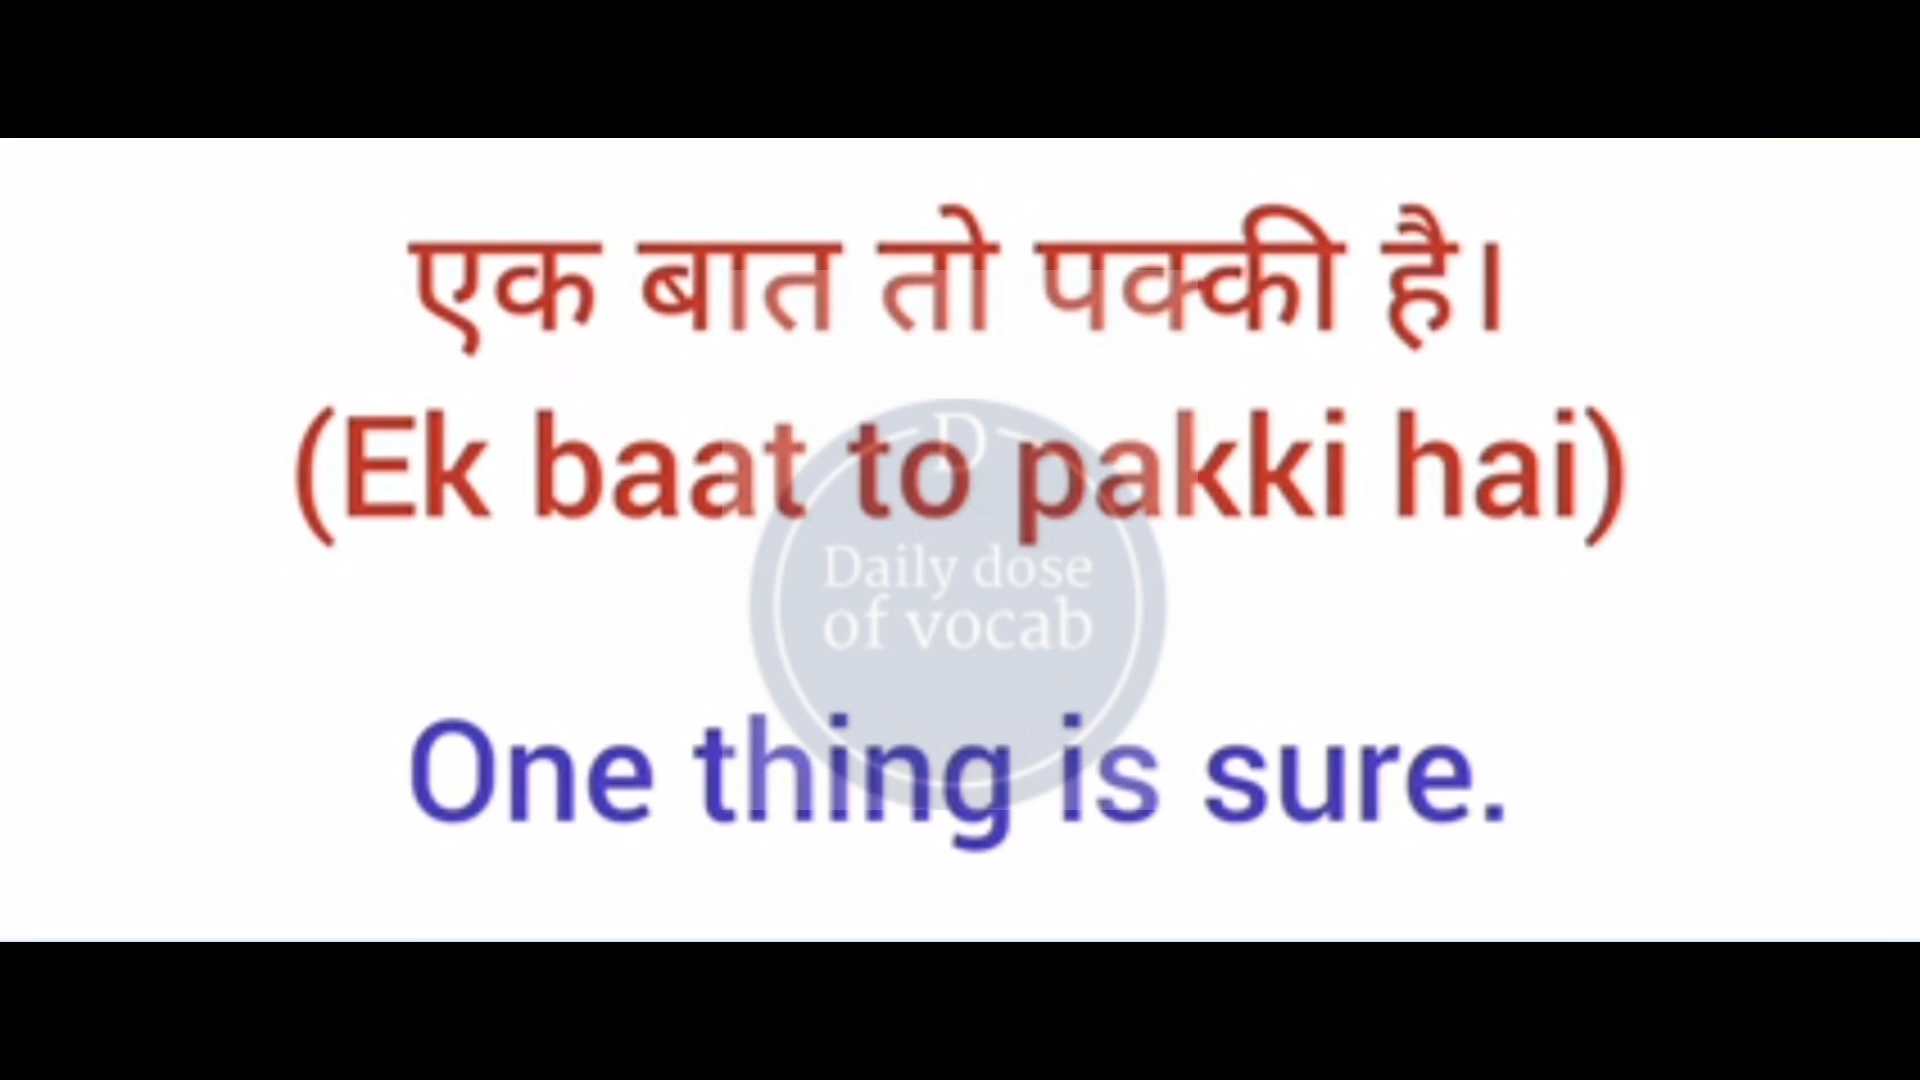 एक बात तो पक्की है।
(Ek baat to pakki hai)
D
Daily dose
of vocab
One thing is sure.